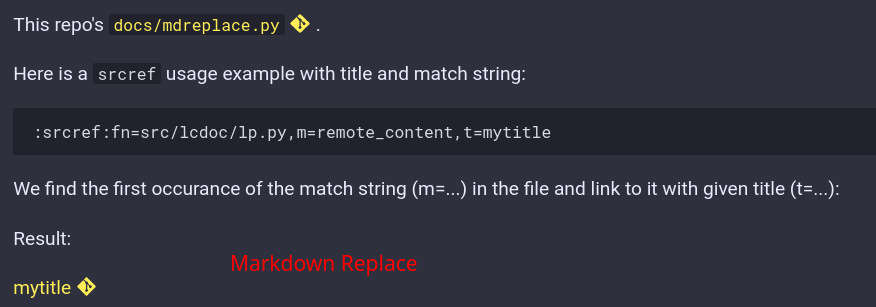 This repo's docs/mdreplace.py .
Here is a srcref usage example with title and match string:
:srcref:fn=src/lcdoc/lp.py,m=remote_content,t=mytitle
We find the first occurance of the match string (m=...) in the file and link to it with given title (t=...):
Result:
Markdown Replace
mytitle